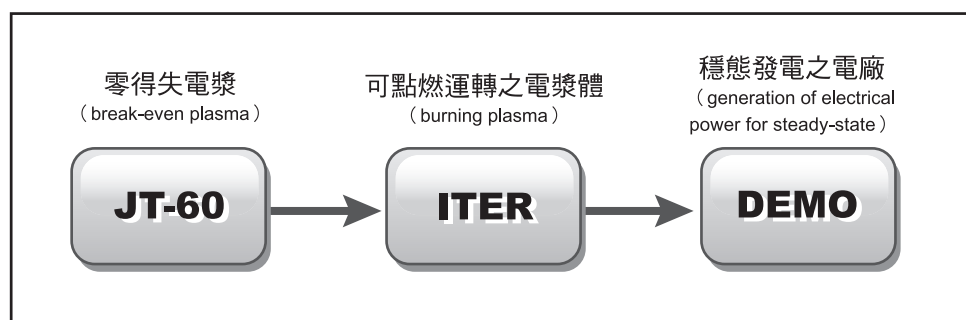 零得失電漿
（break-even plasma）
JT-60
可點燃運轉之電漿體
（burning plasma）
ITER
穩態發電之電廠
（generation of electrical
power for steady-state）
DEMO